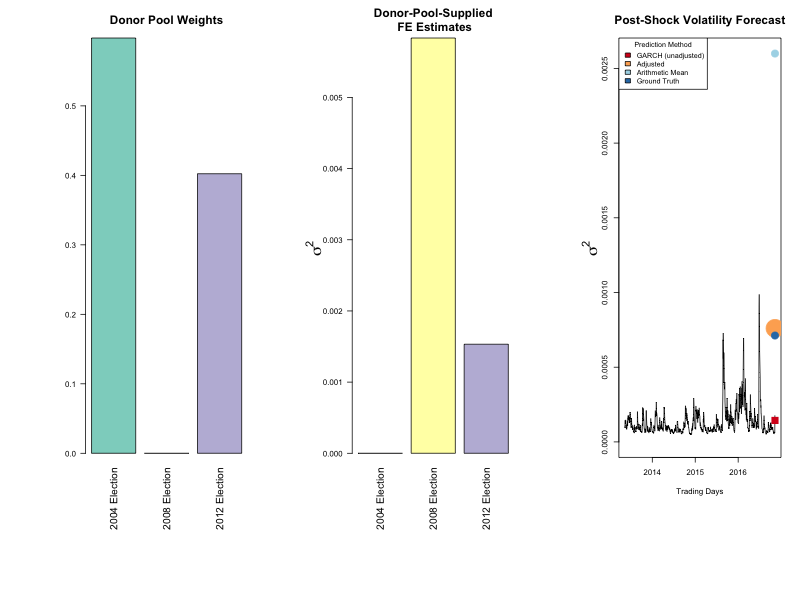 Donor Pool Weights
0.5
0.4
0.3
0.2
0.1
0.0
2004 Election
2008 Election
2012 Election
Donor-Pool-Supplied
FE Estimates
σ2
0.005
0.004
0.003
0.002
0.001
0.000
2004 Election
2008 Election
2012 Election
Post-Shock Volatility Forecast
Prediction Method
GARCH (unadjusted)
Adjusted
Arithmetic Mean
Ground Truth
σ2
0.0025
0.0020
0.0015
0.0010
0.0005
0.0000
2014
2015
2016
Trading Days